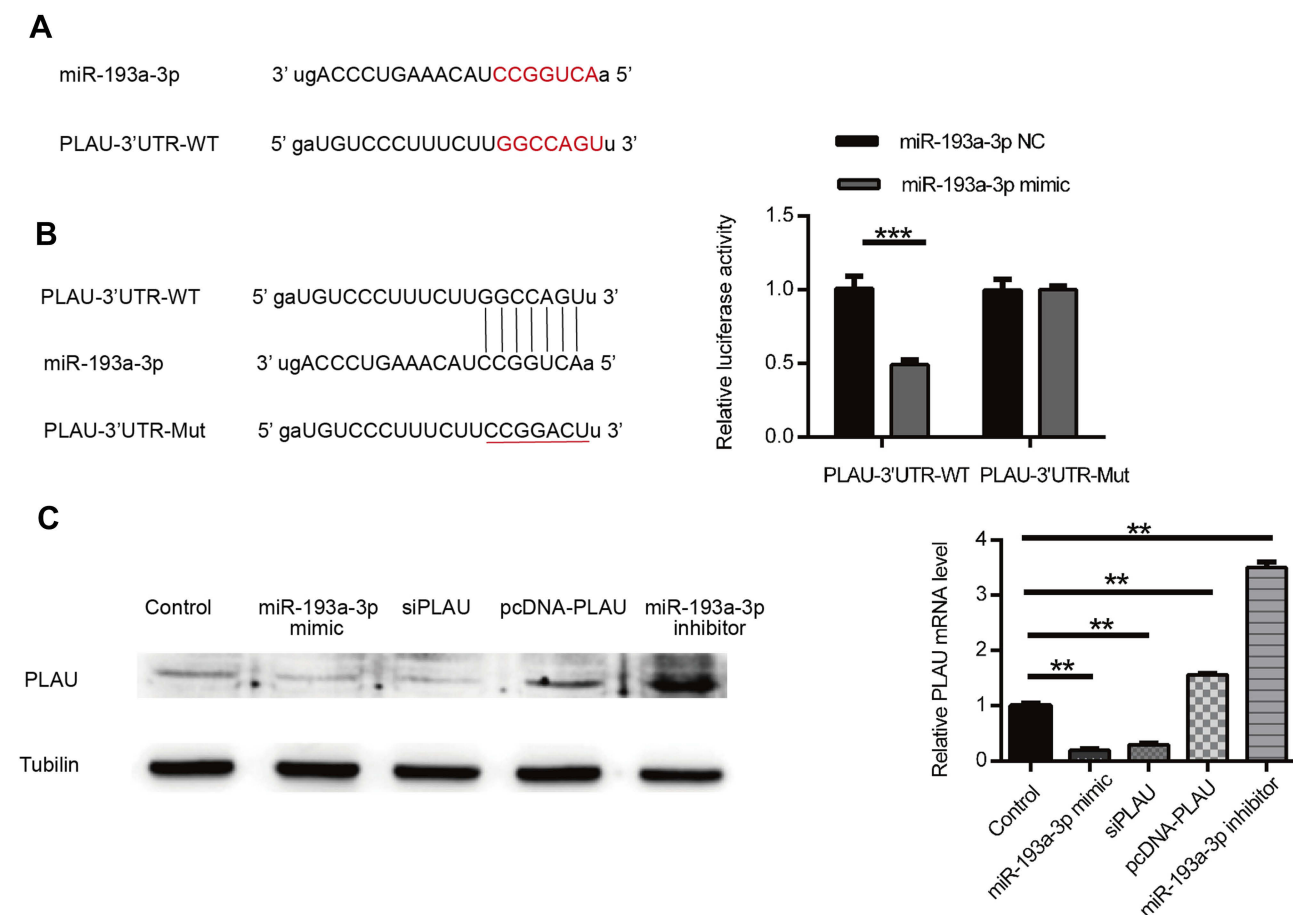 A
miR-193a-3p 3’ ugACCCUGAAACAUCCGGUCAa 5’
PLAU-3’UTR-WT 5’ gaUGUCCCUUUCUUGGCCAGUu 3’
B
PLAU-3’UTR-WT 5’ gaUGUCCCUUUCUUGGCCAGUu 3’
miR-193a-3p 3’ ugACCCUGAAACAUCCGGUCAa 5’
PLAU-3’UTR-Mut 5’ gaUGUCCCUUUCUUCCGGACUu 3’
miR-193a-3p NC
miR-193a-3p mimic
Relative luciferase activity
1.5
1.0
0.5
0.0
***
PLAU-3'UTR-WT PLAU-3'UTR-Mut
C
Control
miR-193a-3p mimic
siPLAU
pcDNA-PLAU
miR-193a-3p inhibitor
PLAU
Tubilin
Relative PLAU mRNA level
4
3
2
1
0
**
**
**
**
Control
miR-193a-3p mimic
siPLAU
pcDNA-PLAU
miR-193a-3p inhibitor